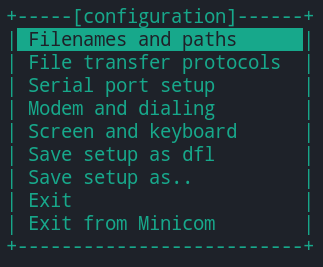 +-----[configuration]------+
| Filenames and paths      |
| File transfer protocols  |
| Serial port setup        |
| Modem and dialing        |
| Screen and keyboard      |
| Save setup as dfl        |
| Save setup as..          |
| Exit                     |
| Exit from Minicom        |
+--------------------------+